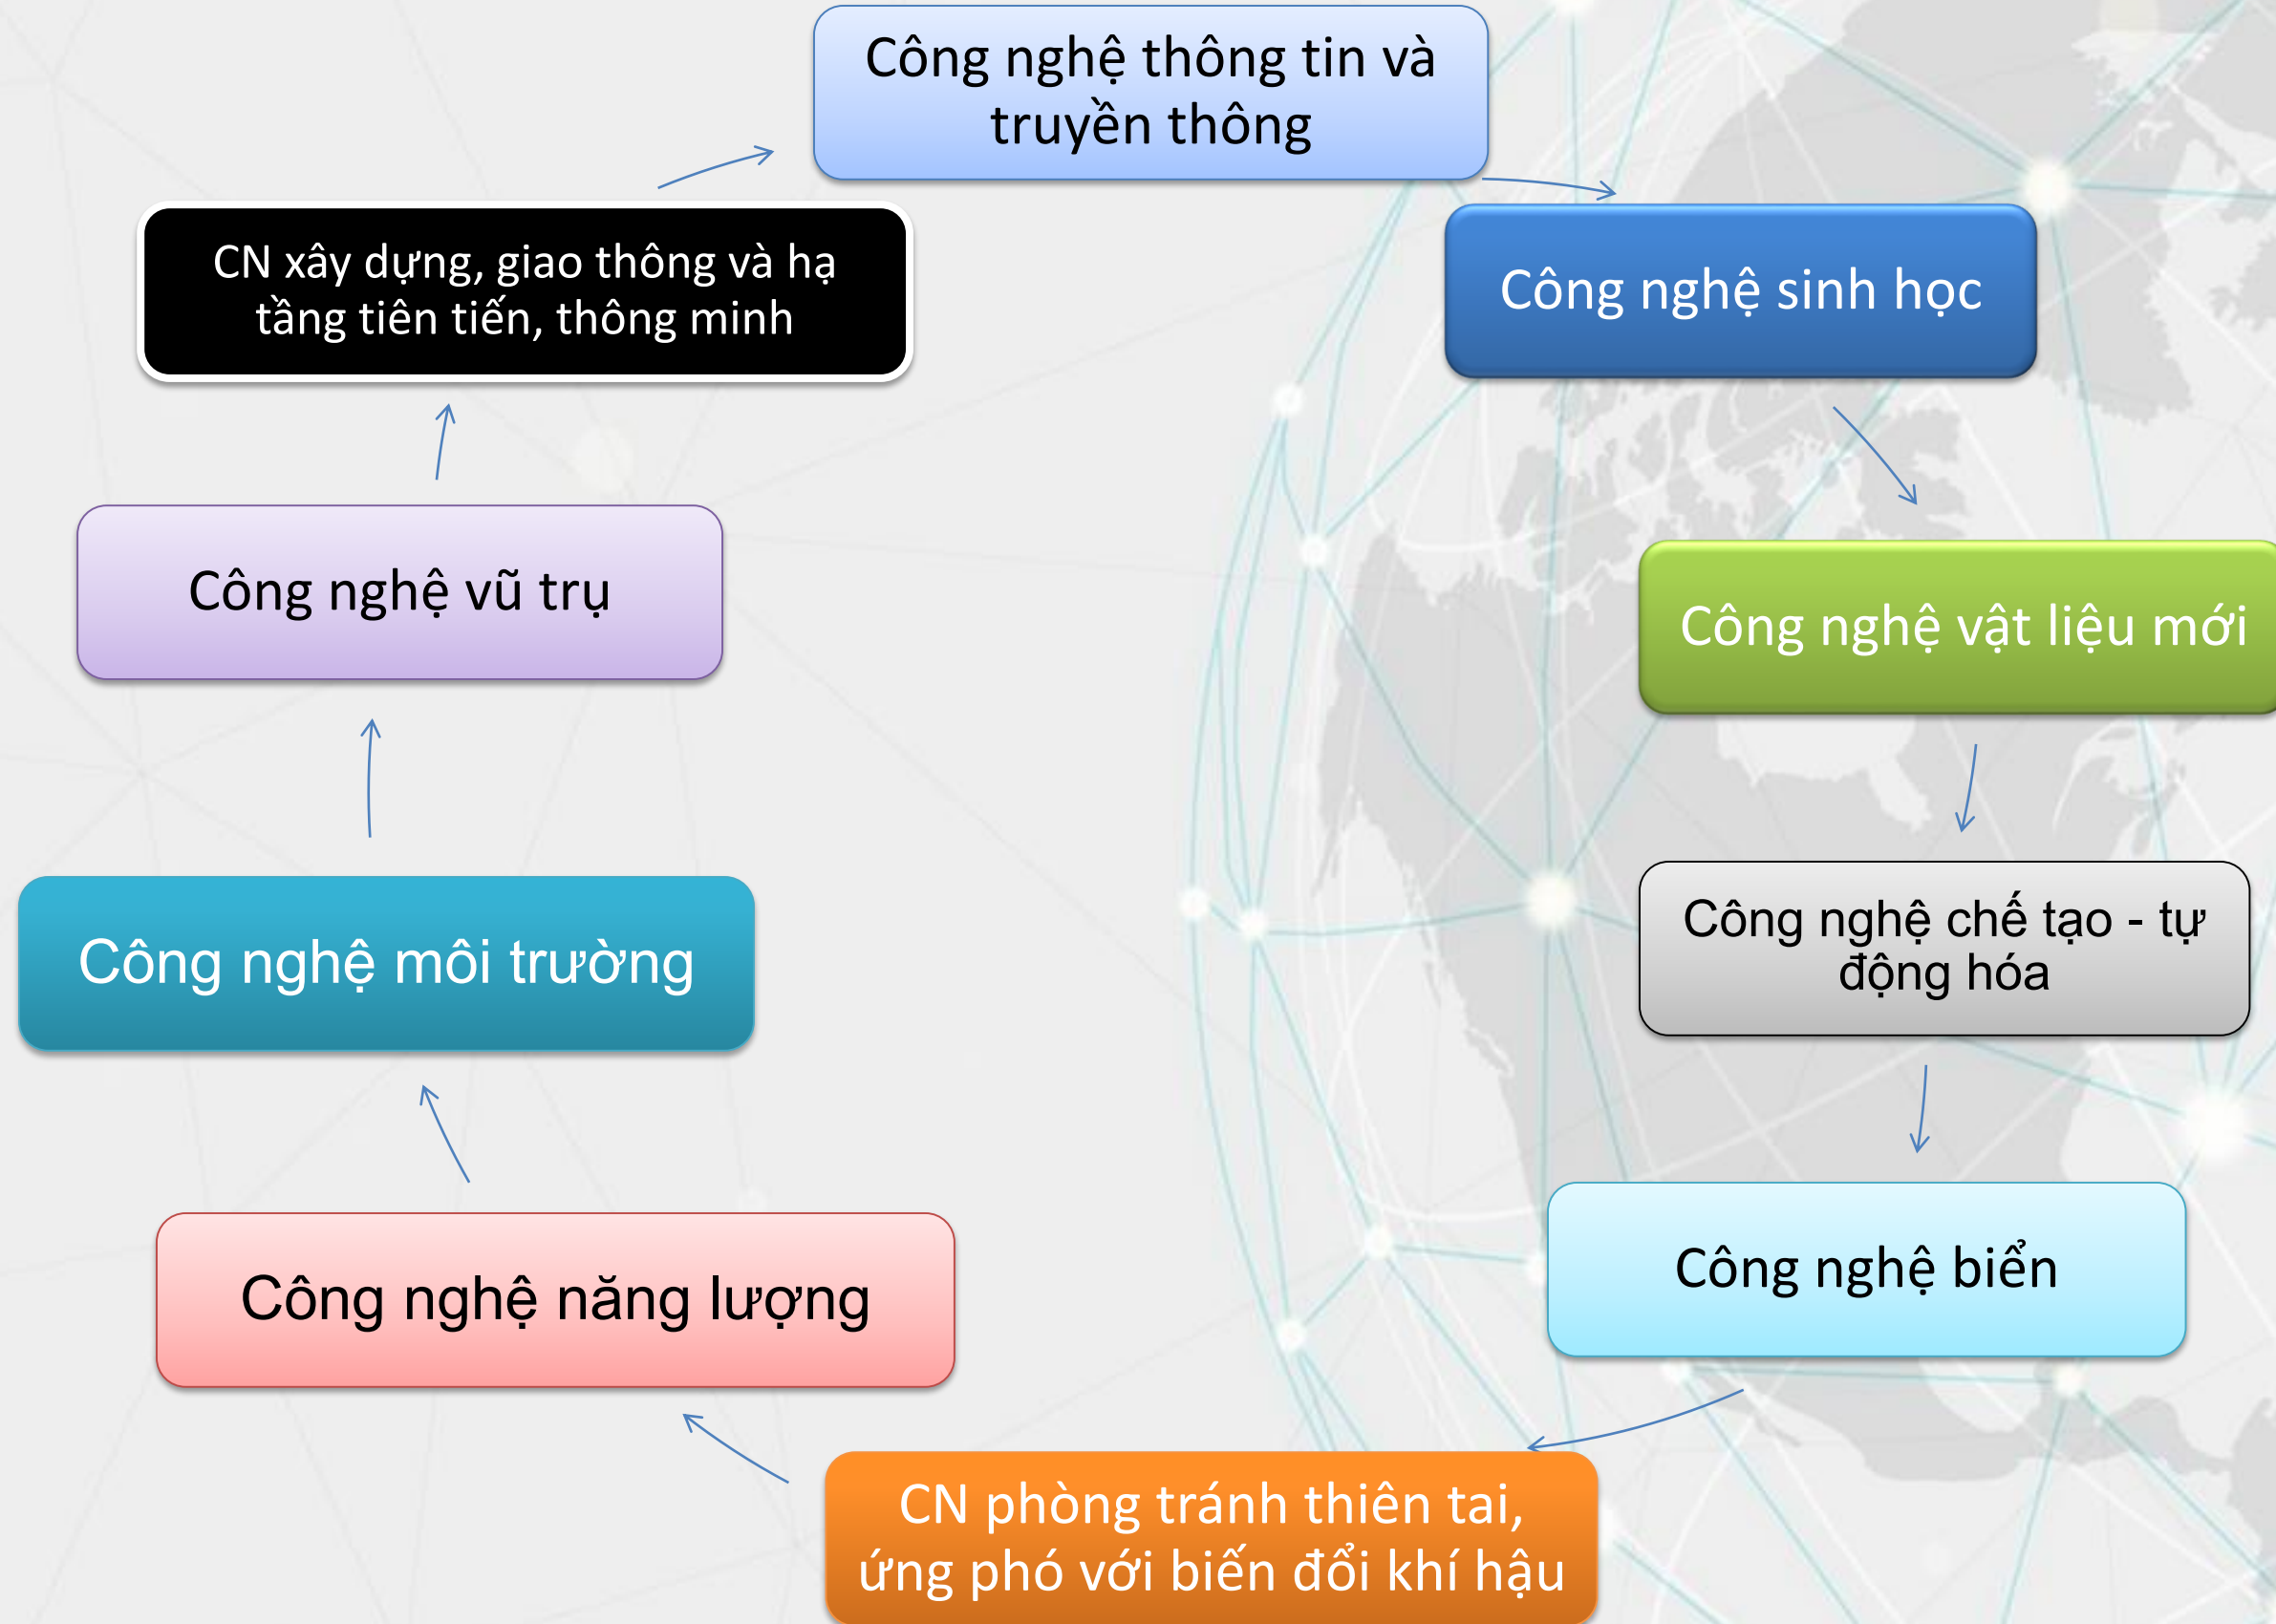 Công nghệ thông tin và
truyền thông
Công nghệ sinh học
Công nghệ vật liệu mới
Công nghệ chế tạo - tự
động hóa
Công nghệ biển
CN phòng tránh thiên tai,
ứng phó với biến đổi khí hậu
Công nghệ năng lượng
Công nghệ môi trường
Công nghệ vũ trụ
CN xây dựng, giao thông và hạ
tầng tiên tiến, thông minh